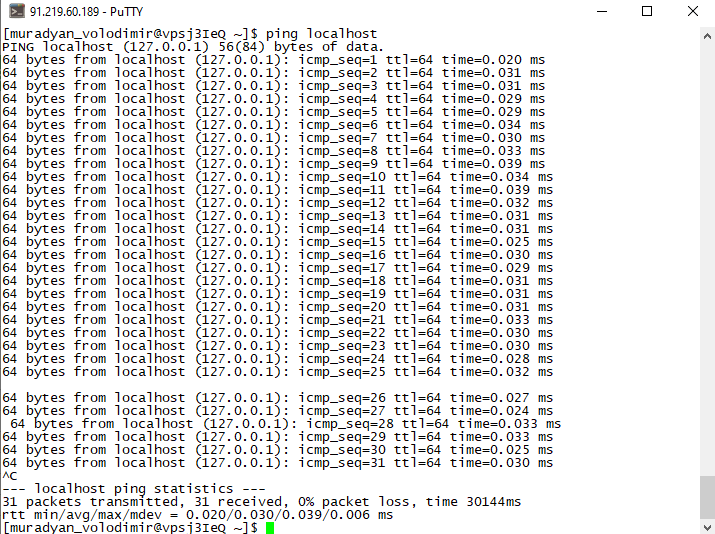 91.219.60.189 - PuTTY
[muradyan_volodimir@vpsj3IeQ ~]$ ping localhost
PING localhost (127.0.0.1) 56(84) bytes of data.
64 bytes from localhost (127.0.0.1): icmp_seq=1 ttl=64 time=0.020 ms
64 bytes from localhost (127.0.0.1): icmp_seq=2 ttl=64 time=0.031 ms
64 bytes from localhost (127.0.0.1): icmp_seq=3 ttl=64 time=0.031 ms
64 bytes from localhost (127.0.0.1): icmp_seq=4 ttl=64 time=0.029 ms
64 bytes from localhost (127.0.0.1): icmp_seq=5 ttl=64 time=0.029 ms
64 bytes from localhost (127.0.0.1): icmp_seq=6 ttl=64 time=0.034 ms
64 bytes from localhost (127.0.0.1): icmp_seq=7 ttl=64 time=0.030 ms
64 bytes from localhost (127.0.0.1): icmp_seq=8 ttl=64 time=0.033 ms
64 bytes from localhost (127.0.0.1): icmp_seq=9 ttl=64 time=0.039 ms
64 bytes from localhost (127.0.0.1): icmp_seq=10 ttl=64 time=0.034 ms
64 bytes from localhost (127.0.0.1): icmp_seq=11 ttl=64 time=0.039 ms
64 bytes from localhost (127.0.0.1): icmp_seq=12 ttl=64 time=0.032 ms
64 bytes from localhost (127.0.0.1): icmp_seq=13 ttl=64 time=0.031 ms
64 bytes from localhost (127.0.0.1): icmp_seq=14 ttl=64 time=0.031 ms
64 bytes from localhost (127.0.0.1): icmp_seq=15 ttl=64 time=0.025 ms
64 bytes from localhost (127.0.0.1): icmp_seq=16 ttl=64 time=0.030 ms
64 bytes from localhost (127.0.0.1): icmp_seq=17 ttl=64 time=0.029 ms
64 bytes from localhost (127.0.0.1): icmp_seq=18 ttl=64 time=0.031 ms
64 bytes from localhost (127.0.0.1): icmp_seq=19 ttl=64 time=0.031 ms
64 bytes from localhost (127.0.0.1): icmp_seq=20 ttl=64 time=0.031 ms
64 bytes from localhost (127.0.0.1): icmp_seq=21 ttl=64 time=0.033 ms
64 bytes from localhost (127.0.0.1): icmp_seq=22 ttl=64 time=0.030 ms
64 bytes from localhost (127.0.0.1): icmp_seq=23 ttl=64 time=0.030 ms
64 bytes from localhost (127.0.0.1): icmp_seq=24 ttl=64 time=0.028 ms
64 bytes from localhost (127.0.0.1): icmp_seq=25 ttl=64 time=0.032 ms
64 bytes from localhost (127.0.0.1): icmp_seq=26 ttl=64 time=0.027 ms
64 bytes from localhost (127.0.0.1): icmp_seq=27 ttl=64 time=0.024 ms
64 bytes from localhost (127.0.0.1): icmp_seq=28 ttl=64 time=0.033 ms
64 bytes from localhost (127.0.0.1): icmp_seq=29 ttl=64 time=0.033 ms
64 bytes from localhost (127.0.0.1): icmp_seq=30 ttl=64 time=0.025 ms
64 bytes from localhost (127.0.0.1): icmp_seq=31 ttl=64 time=0.030 ms
^C
--- localhost ping statistics ---
31 packets transmitted, 31 received, 0% packet loss, time 30144ms
rtt min/avg/max/mdev = 0.020/0.030/0.039/0.006 ms
[muradyan_volodimir@vpsj3IeQ ~]$